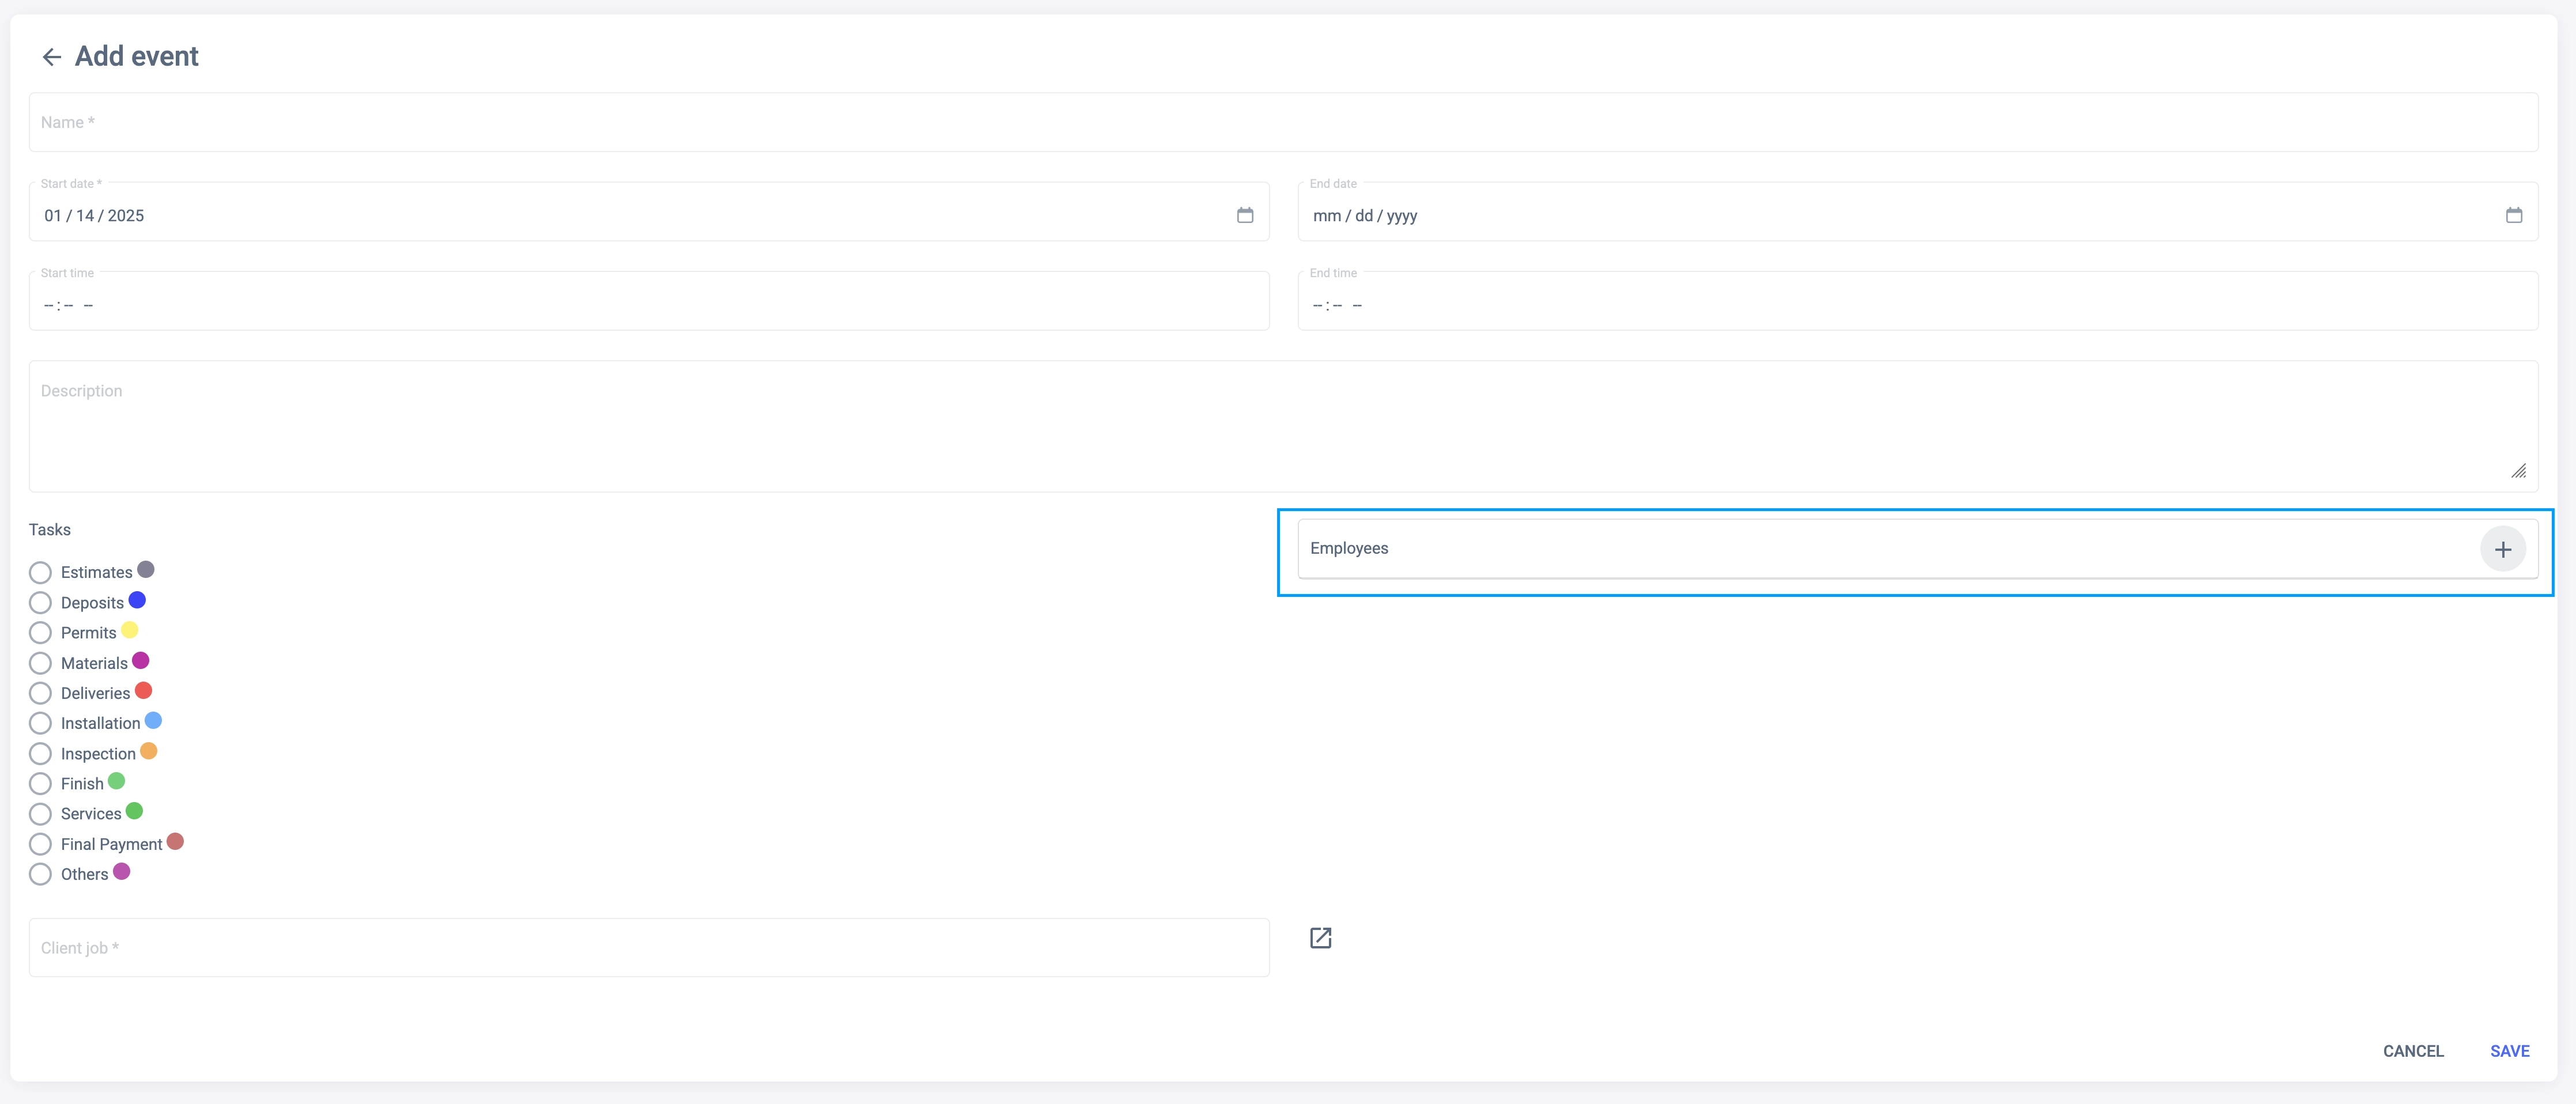 Add event
Name *
Start date *
01 / 14 / 2025
End date
mm / dd / yyyy
Start time
--:-- --
End time
--:-- --
Description
Tasks
Employees
Estimates
Deposits
Permits
Materials
Deliveries
Installation
Inspection
Finish
Services
Final Payment
Others
Client job *
CANCEL
SAVE